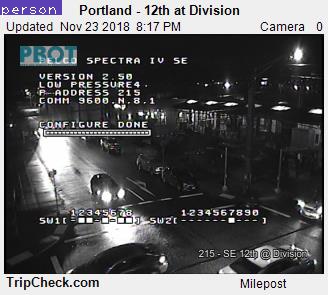 person
Portland - 12th at Division
Updated Nov 23 2018 8:17 PM Camera 0
PBOT
PELCO SPECTRA IV SE
VERSION 2.50
LOW PRESSURE4.
P-ADDRESS 215
COMM 9600.N.8.1
CONFIGURE DONE
12345678 1234567890
SW1[ ] SW2[ ]
215 - SE 12th @ Division
TripCheck.com Milepost